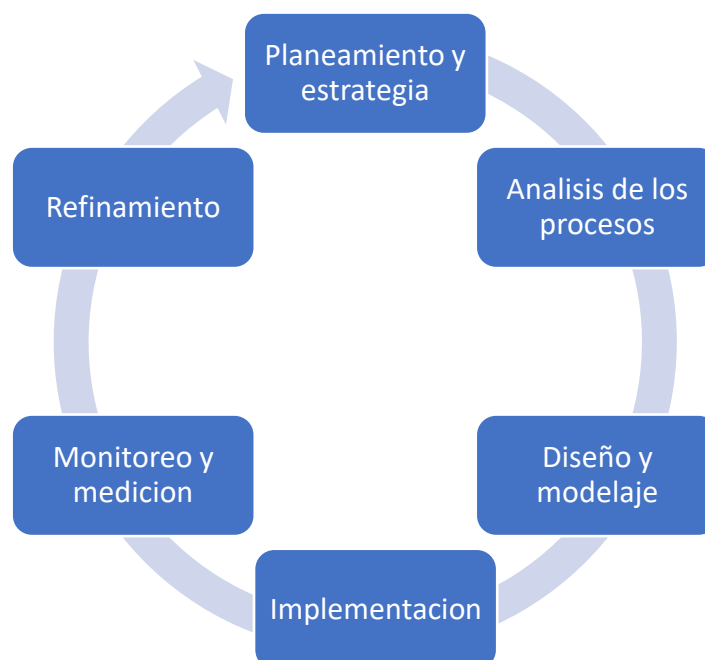 Planeamiento y
estrategia
Analisis de los
procesos
Diseño y
modelaje
Implementacion
Monitoreo y
medicion
Refinamiento